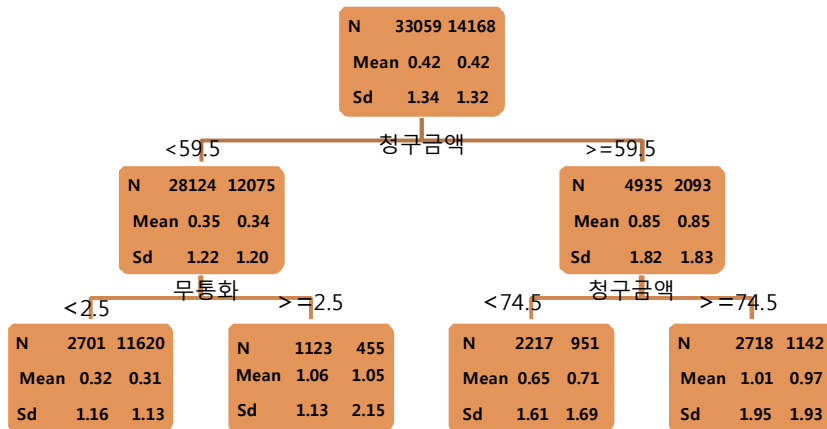 N 33059 14168
Mean 0.42 0.42
Sd 1.34 1.32
<59.5 청구금액 >=59.5
N 28124 12075
Mean 0.35 0.34
Sd 1.22 1.20
N 4935 2093
Mean 0.85 0.85
Sd 1.82 1.83
<2.5 무통화 >=2.5
<74.5 청구금액 >=74.5
N 2701 11620
Mean 0.32 0.31
Sd 1.16 1.13
N 1123 455
Mean 1.06 1.05
Sd 1.13 2.15
N 2217 951
Mean 0.65 0.71
Sd 1.61 1.69
N 2718 1142
Mean 1.01 0.97
Sd 1.95 1.93